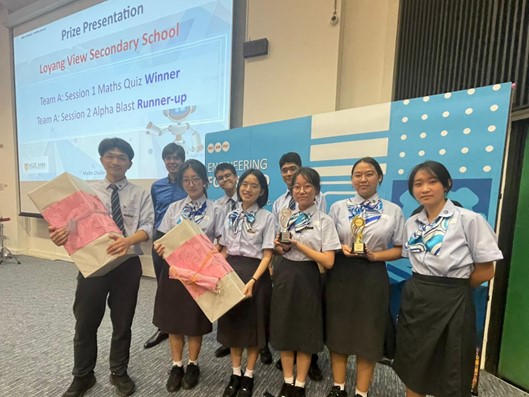 Prize Presentation
Loyang View Secondary School
Team A: Session 1 Maths Quiz Winner
Team A: Session 2 Alpha Blast Runner-up
ENGINEERING